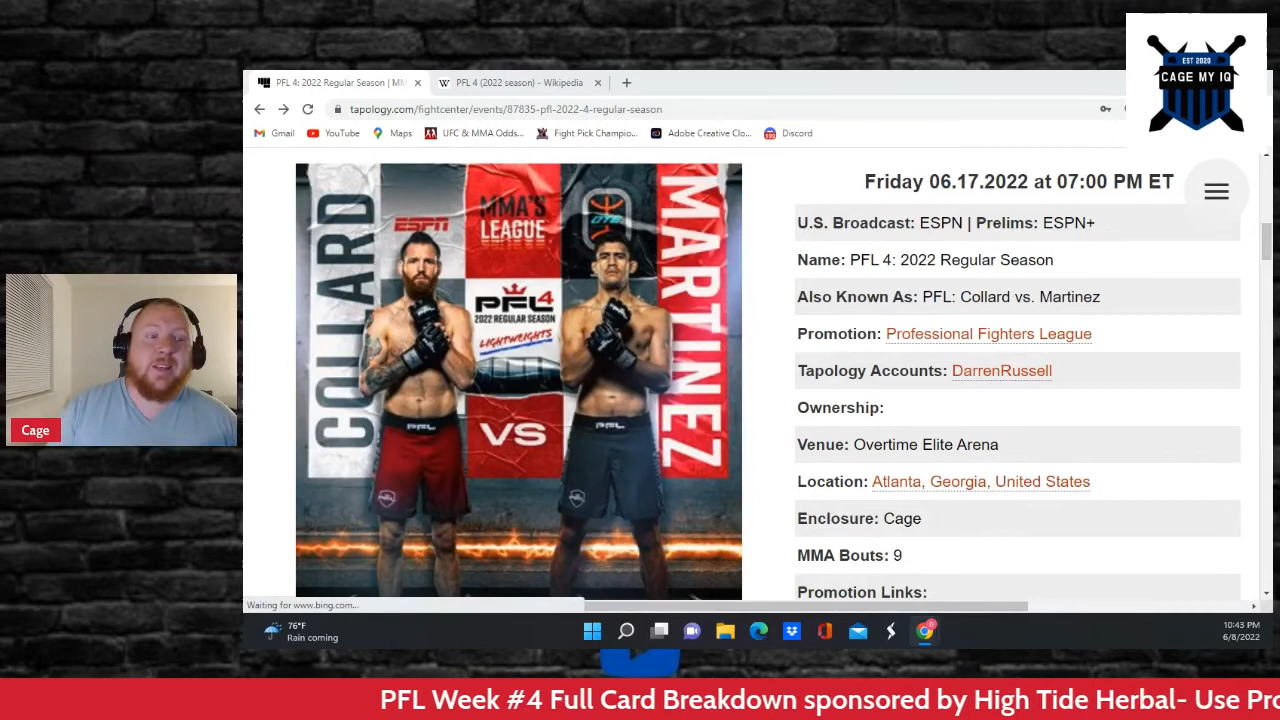 EST 2020
CAGE MY IQ
PFL 4: 2022 Regular Season | MM
PFL 4 (2022 season) - Wikipedia
tapology.com/fightcenter/events/87835-pfl-2022-4-regular-season
Gmail
YouTube
Maps
UFC & MMA Odds...
Fight Pick Champio...
Adobe Creative Clo...
Discord
COLLARD
ESPN
MMA'S
LEAGUE
OTE
MARTINEZ
PFL4
2022 REGULAR SEASON
LIGHTWEIGHTS
VS
PFL
PFL
Friday 06.17.2022 at 07:00 PM ET
U.S. Broadcast: ESPN | Prelims: ESPN+
Name: PFL 4: 2022 Regular Season
Also Known As: PFL: Collard vs. Martinez
Promotion: Professional Fighters League
Tapology Accounts: DarrenRussell
Ownership:
Venue: Overtime Elite Arena
Location: Atlanta, Georgia, United States
Enclosure: Cage
MMA Bouts: 9
Promotion Links:
Cage
Waiting for www.bing.com...
76°F
Rain coming
6
10:43 PM
6/8/2022
PFL Week #4 Full Card Breakdown sponsored by High Tide Herbal- Use Pro